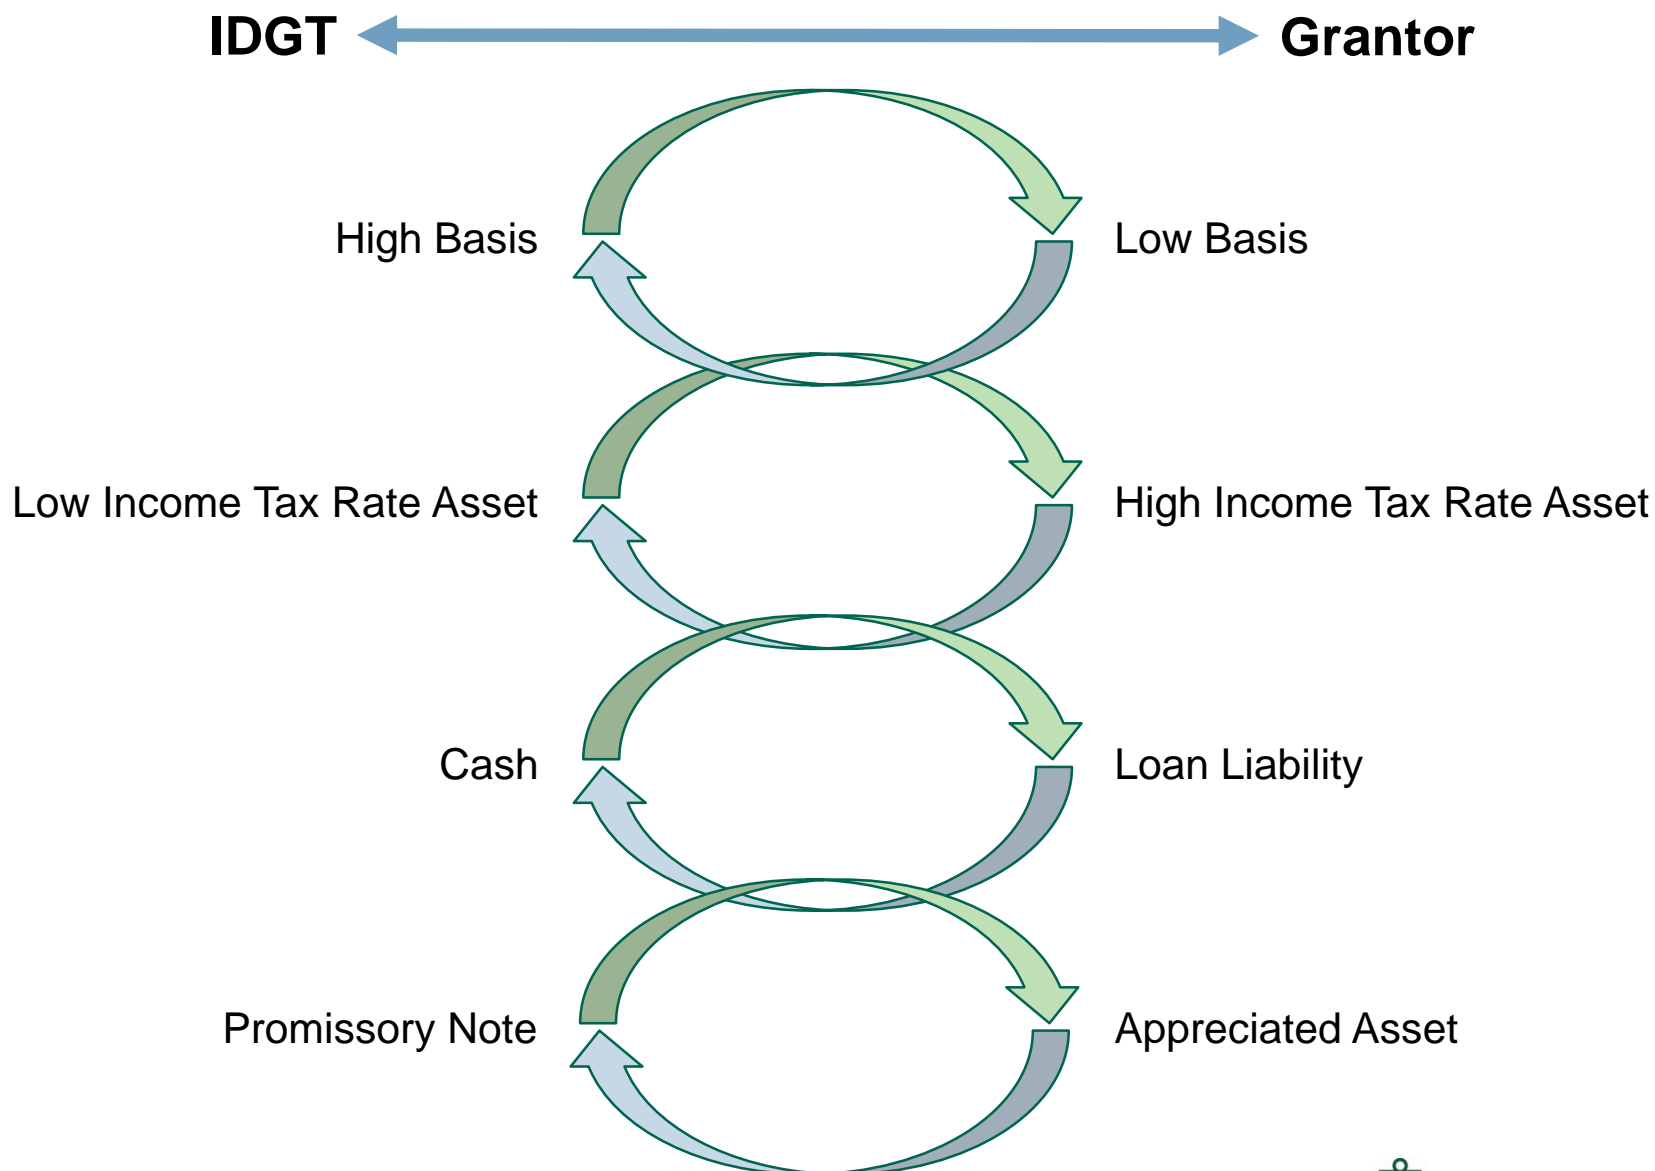 IDGT Grantor
High Basis Low Basis
Low Income Tax Rate Asset High Income Tax Rate Asset
Cash Loan Liability
Promissory Note Appreciated Asset